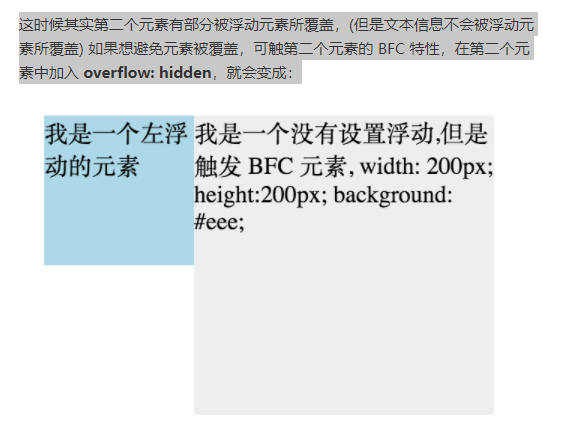 这时候其实第二个元素有部分被浮动元素所覆盖，(但是文本信息不会被浮动元
素所覆盖) 如果想避免元素被覆盖，可触第二个元素的 BFC 特性，在第二个元
素中加入 overflow: hidden，就会变成：
我是一个左浮
动的元素
我是一个没有设置浮动,但是
触发 BFC 元素, width: 200px;
height:200px; background:
#eee;